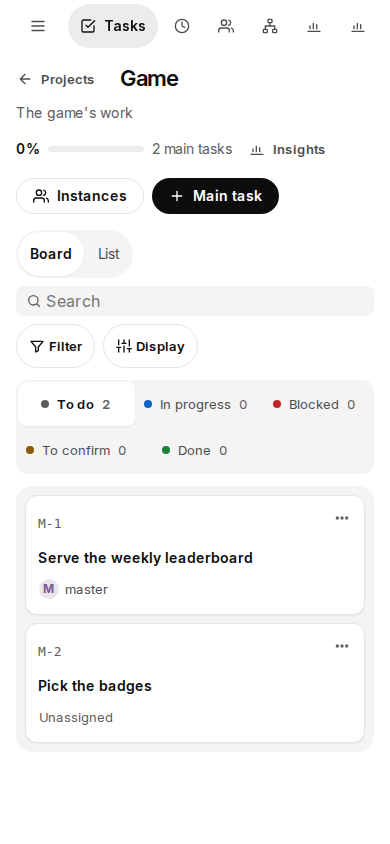 Tasks
Projects Game
The game's work
0% 2 main tasks Insights
Instances Main task
Board List
Search
Filter Display
To do 2 In progress 0 Blocked 0
To confirm 0 Done 0
M-1
Serve the weekly leaderboard
M master
M-2
Pick the badges
Unassigned